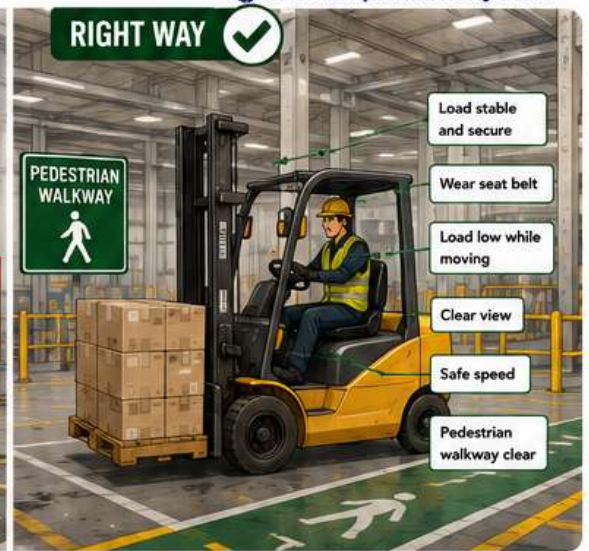 RIGHT WAY
PEDESTRIAN
WALKWAY
Load stable
and secure
Wear seat belt
Load low while
moving
Clear view
Safe speed
Pedestrian
walkway clear